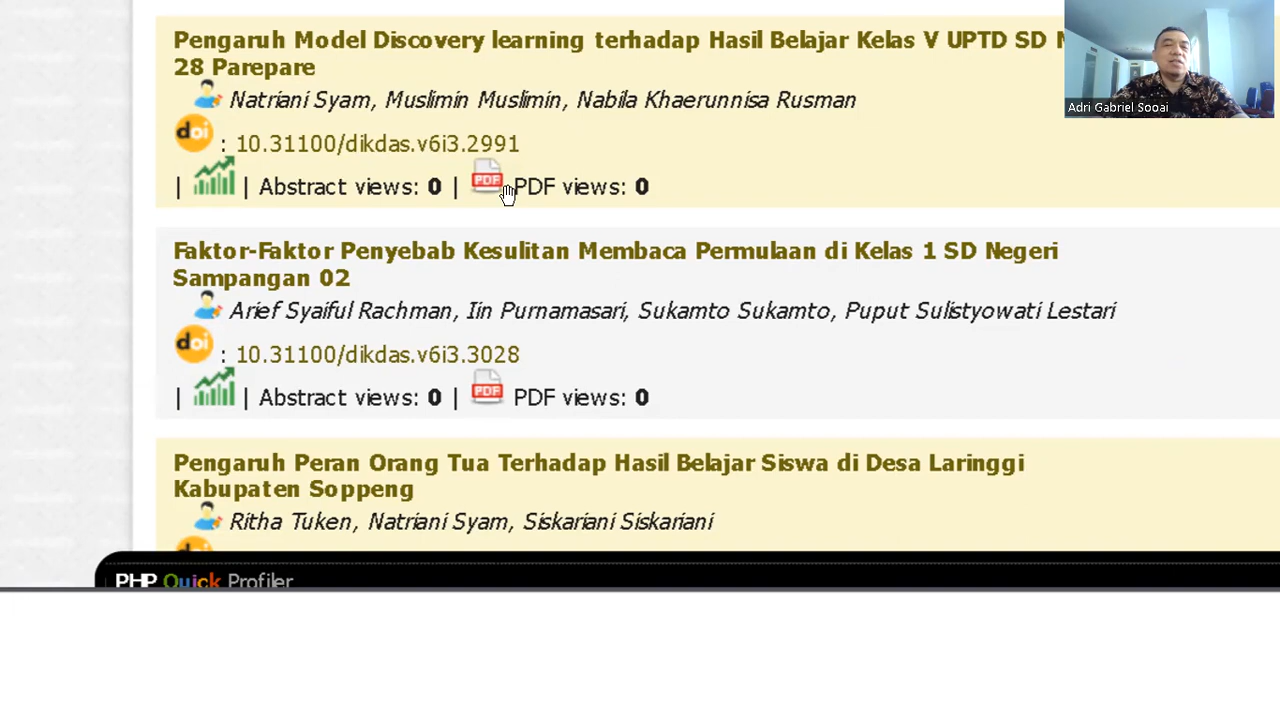 Pengaruh Model Discovery learning terhadap Hasil Belajar Kelas V UPTD SD
28 Parepare
Natriani Syam, Muslimin Muslimin, Nabila Khaerunnisa Rusman
doi : 10.31100/dikdas.v6i3.2991
| | Abstract views: 0 | PDF PDF views: 0
Adri Gabriel Sooai
Faktor-Faktor Penyebab Kesulitan Membaca Permulaan di Kelas 1 SD Negeri
Sampangan 02
Arief Syaiful Rachman, Iin Purnamasari, Sukamto Sukamto, Puput Sulistyowati Lestari
doi : 10.31100/dikdas.v6i3.3028
| | Abstract views: 0 | PDF PDF views: 0
Pengaruh Peran Orang Tua Terhadap Hasil Belajar Siswa di Desa Laringgi
Kabupaten Soppeng
Ritha Tuken, Natriani Syam, Siskariani Siskariani
PHP Quick Profiler